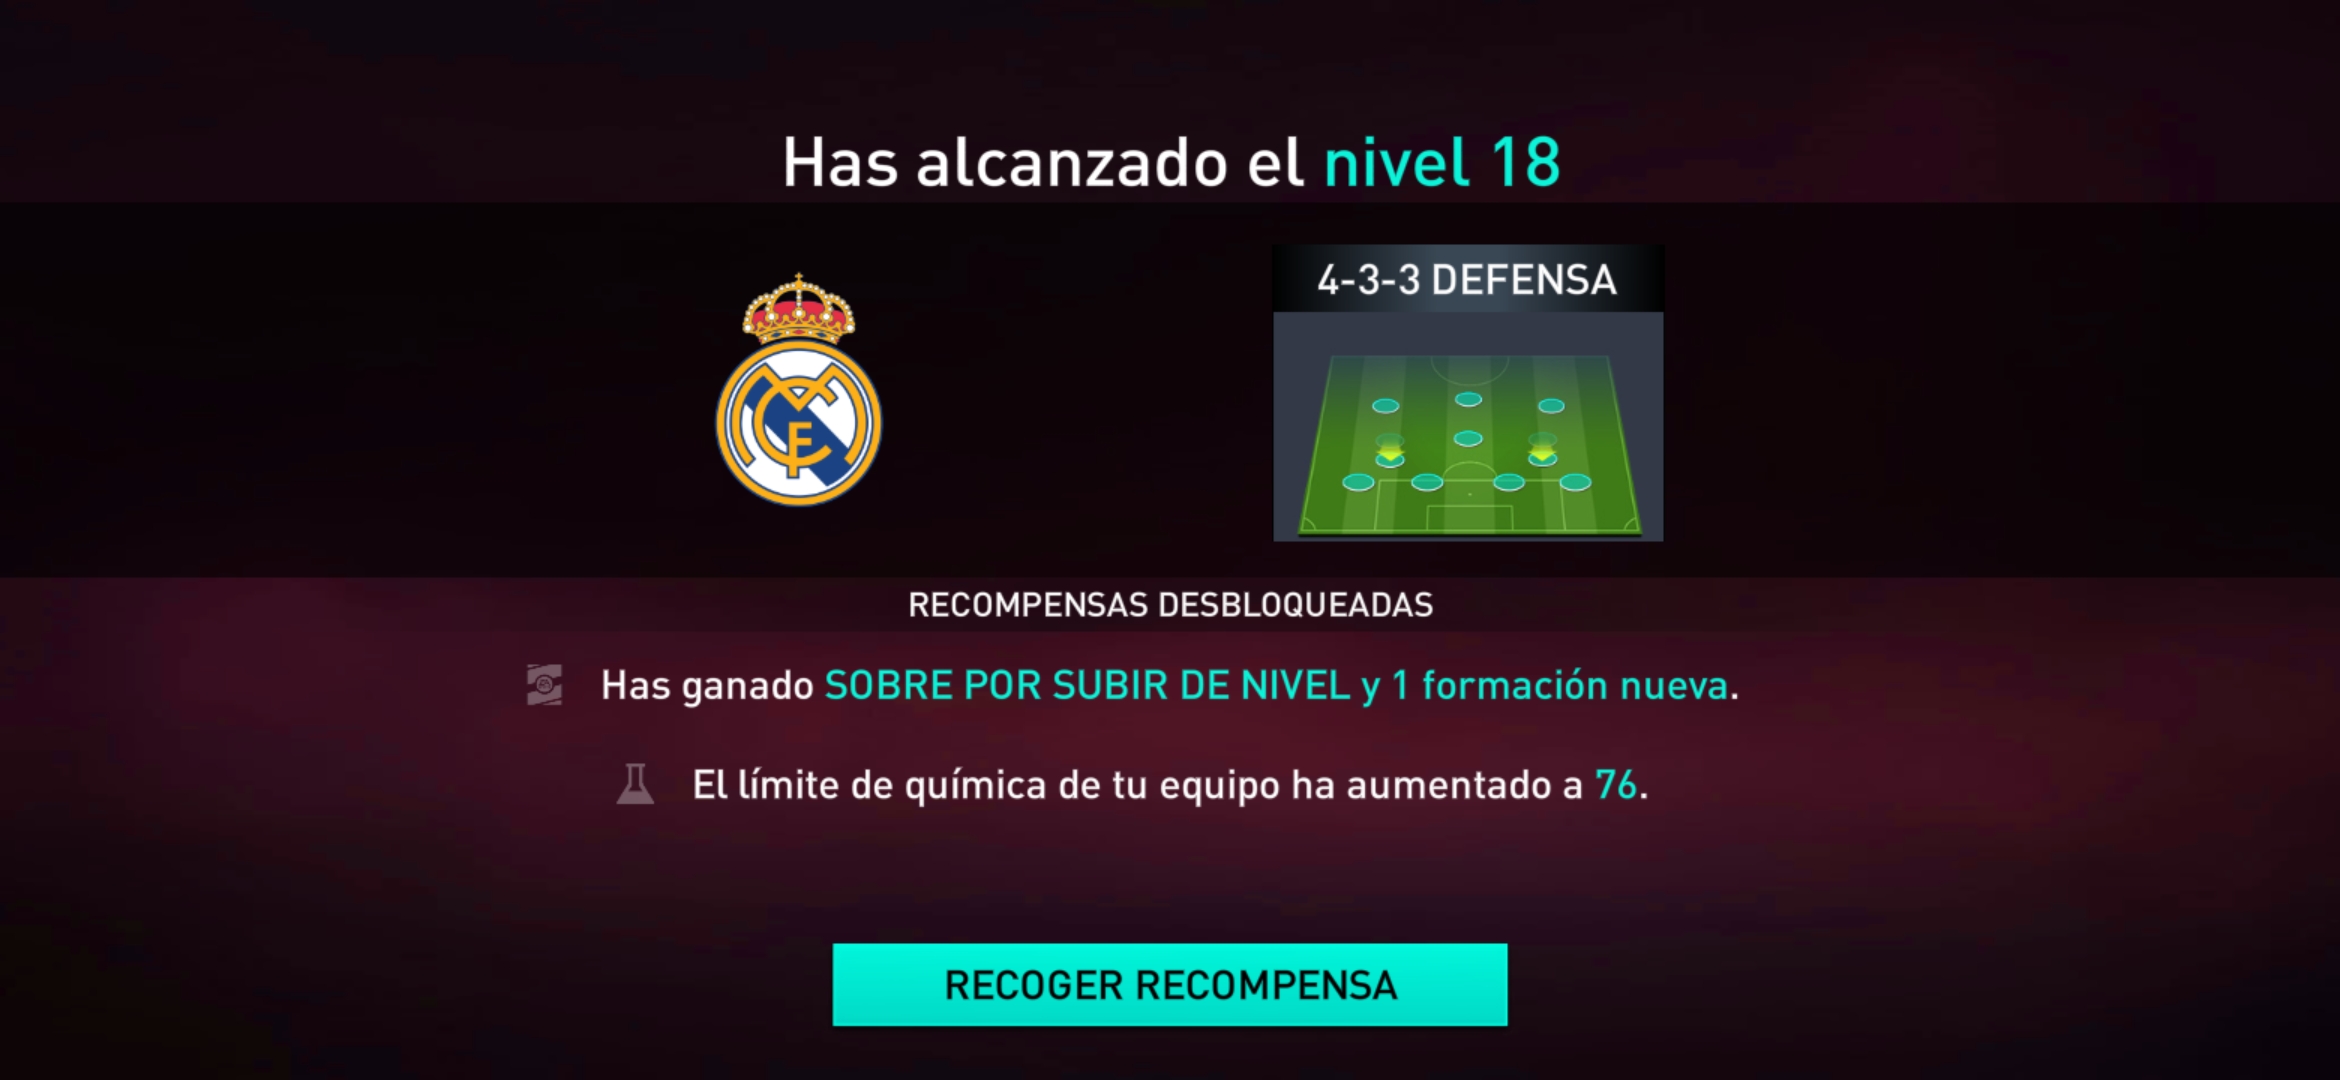 Has alcanzado el nivel 18
4-3-3 DEFENSA
RECOMPENSAS DESBLOQUEADAS
Has ganado SOBRE POR SUBIR DE NIVEL y 1 formación nueva.
El límite de química de tu equipo ha aumentado a 76.
RECOGER RECOMPENSA